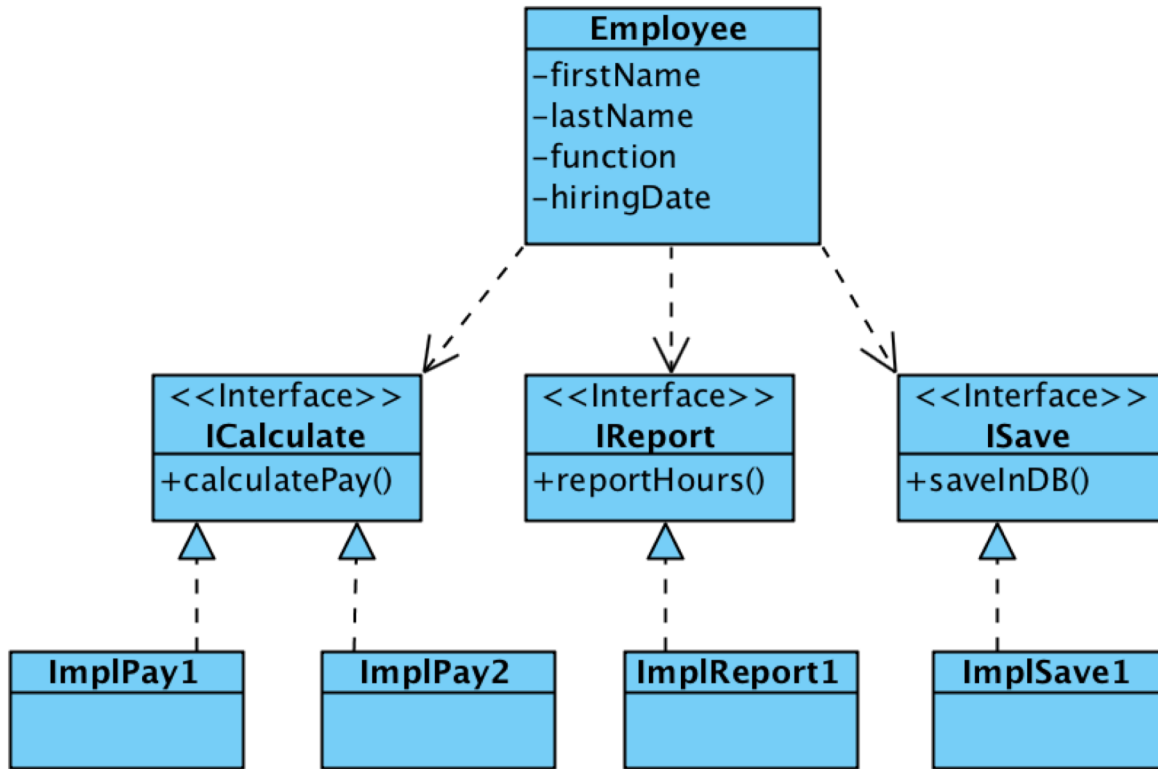 Employee
-firstName
-lastName
-function
-hiringDate
<<Interface>>
ICalculate
+calculatePay()
<<Interface>>
IReport
+reportHours()
<<Interface>>
ISave
+saveInDB()
ImplPay1
ImplPay2
ImplReport1
ImplSave1